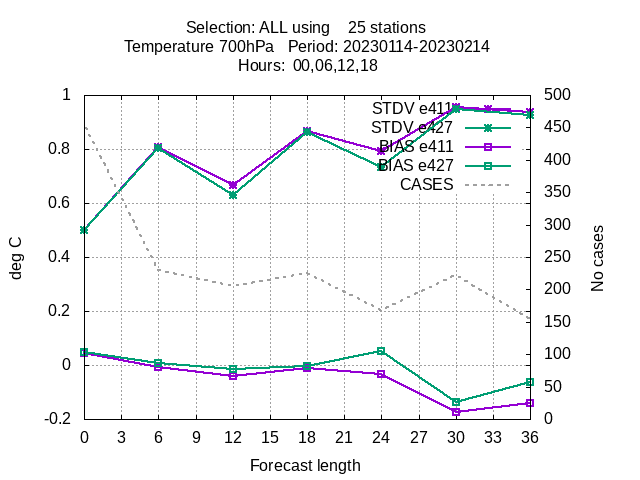 Selection: ALL using 25 stations
Temperature 700hPa Period: 20230114-20230214
Hours: 00,06,12,18
STDV e411
STDV e427
BIAS e411
BIAS e427
CASES
1
0.8
0.6
0.4
0.2
0
-0.2
deg C
500
450
400
350
300
250
200
150
100
50
0
No cases
0 3 6 9 12 15 18 21 24 27 30 33 36
Forecast length